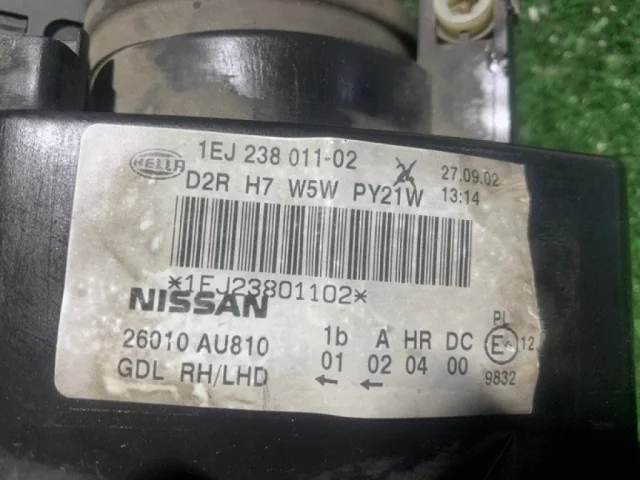 HELLA 1EJ 238 011-02 27.09.02
D2R H7 W5W PY21W 13:14
*1EJ23801102*
NISSAN
26010 AU810 1b A HR DC PL
GDL RH/LHD 01 02 04 00 E 12
← ← 9832